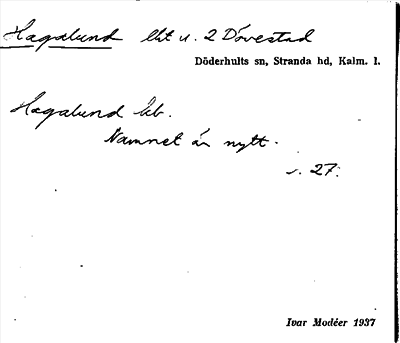 Hagalund lht u. 2 Dövestad
Döderhults sn, Stranda hd, Kalm. l.
Hagalund lht.
Namnet är nytt.
s. 27.
Ivar Modéer 1937